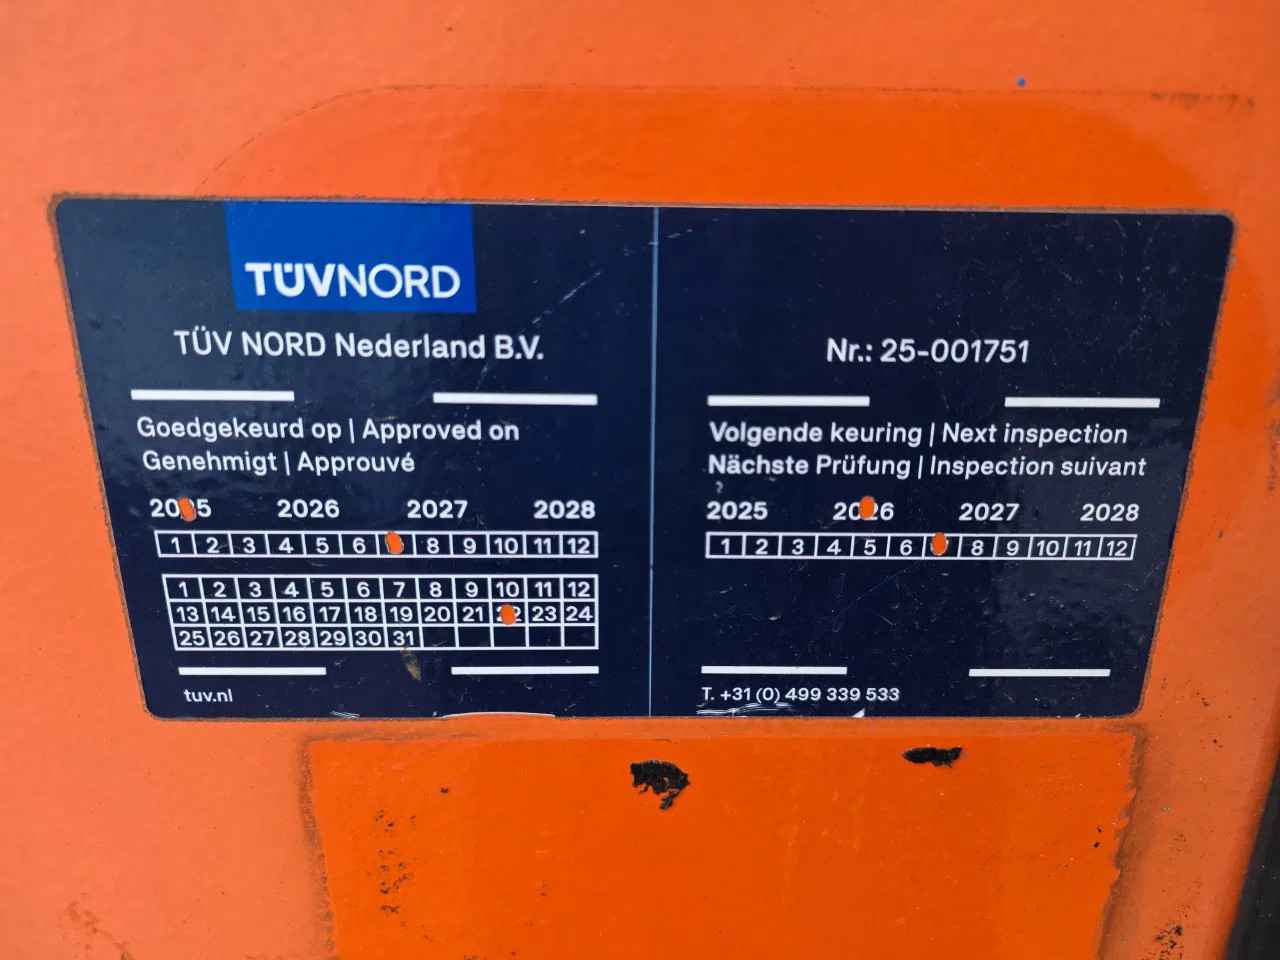 TÜVNORD
TÜV NORD Nederland B.V.
Goedgekeurd op | Approved on
Genehmigt | Approuvé
2025 2026 2027 2028
1 2 3 4 5 6 8 9 10 11 12
1 2 3 4 5 6 7 8 9 10 11 12
13 14 15 16 17 18 19 20 21 22 23 24
25 26 27 28 29 30 31
tuv.nl
Nr.: 25-001751
Volgende keuring | Next inspection
Nächste Prüfung | Inspection suivant
2025 2026 2027 2028
1 2 3 4 5 6 8 9 10 11 12
T. +31 (0) 499 339 533